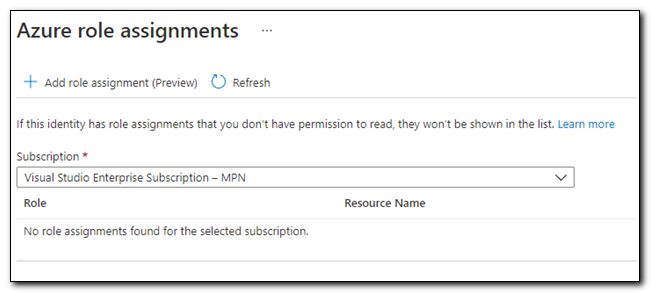 Azure role assignments ...
+ Add role assignment (Preview) Refresh
If this identity has role assignments that you don't have permission to read, they won't be shown in the list. Learn more
Subscription *
Visual Studio Enterprise Subscription – MPN
Role Resource Name
No role assignments found for the selected subscription.